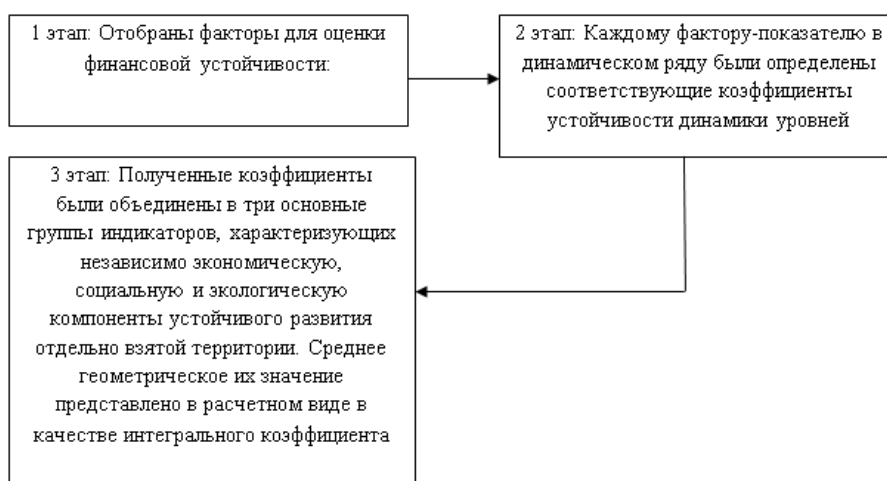 1 этап: Отобраны факторы для оценки
финансовой устойчивости:
2 этап: Каждому фактору-показателю в
динамическом ряду были определены
соответствующие коэффициенты
устойчивости динамики уровней
3 этап: Полученные коэффициенты
были объединены в три основные
группы индикаторов, характеризующих
независимо экономическую,
социальную и экологическую
компоненты устойчивого развития
отдельно взятой территории. Среднее
геометрическое их значение
представлено в расчетном виде в
качестве интегрального коэффициента